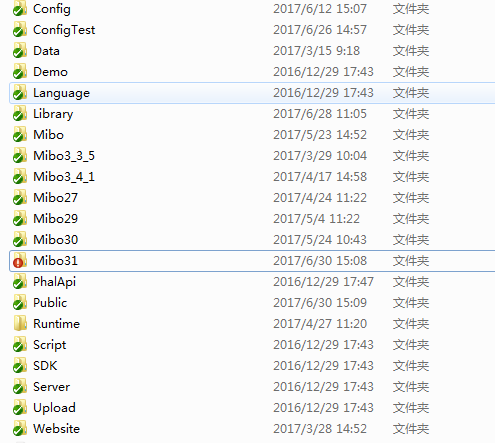 Config 2017/6/12 15:07 文件夹
ConfigTest 2017/6/26 14:57 文件夹
Data 2017/3/15 9:18 文件夹
Demo 2016/12/29 17:43 文件夹
Language 2016/12/29 17:43 文件夹
Library 2017/6/28 11:05 文件夹
Mibo 2017/5/23 14:52 文件夹
Mibo3_3_5 2017/3/29 10:04 文件夹
Mibo3_4_1 2017/4/17 14:58 文件夹
Mibo27 2017/4/24 11:22 文件夹
Mibo29 2017/5/4 11:22 文件夹
Mibo30 2017/5/24 10:43 文件夹
Mibo31 2017/6/30 15:08 文件夹
PhalApi 2016/12/29 17:47 文件夹
Public 2017/6/30 15:09 文件夹
Runtime 2017/4/27 11:20 文件夹
Script 2016/12/29 17:43 文件夹
SDK 2016/12/29 17:43 文件夹
Server 2016/12/29 17:43 文件夹
Upload 2016/12/29 17:43 文件夹
Website 2017/3/28 14:52 文件夹